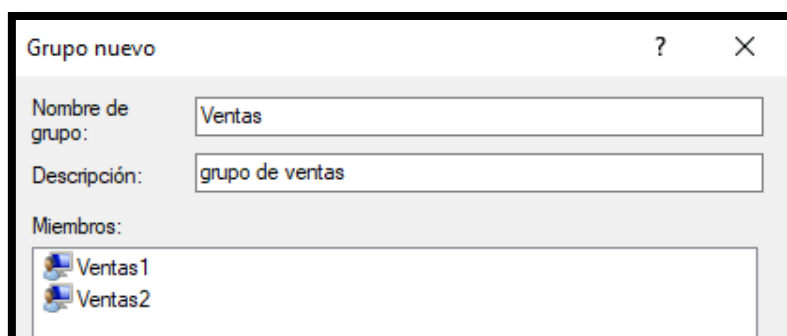 Grupo nuevo ? ×
Nombre de
grupo:
Ventas
Descripción:
grupo de ventas
Miembros:
Ventas1
Ventas2